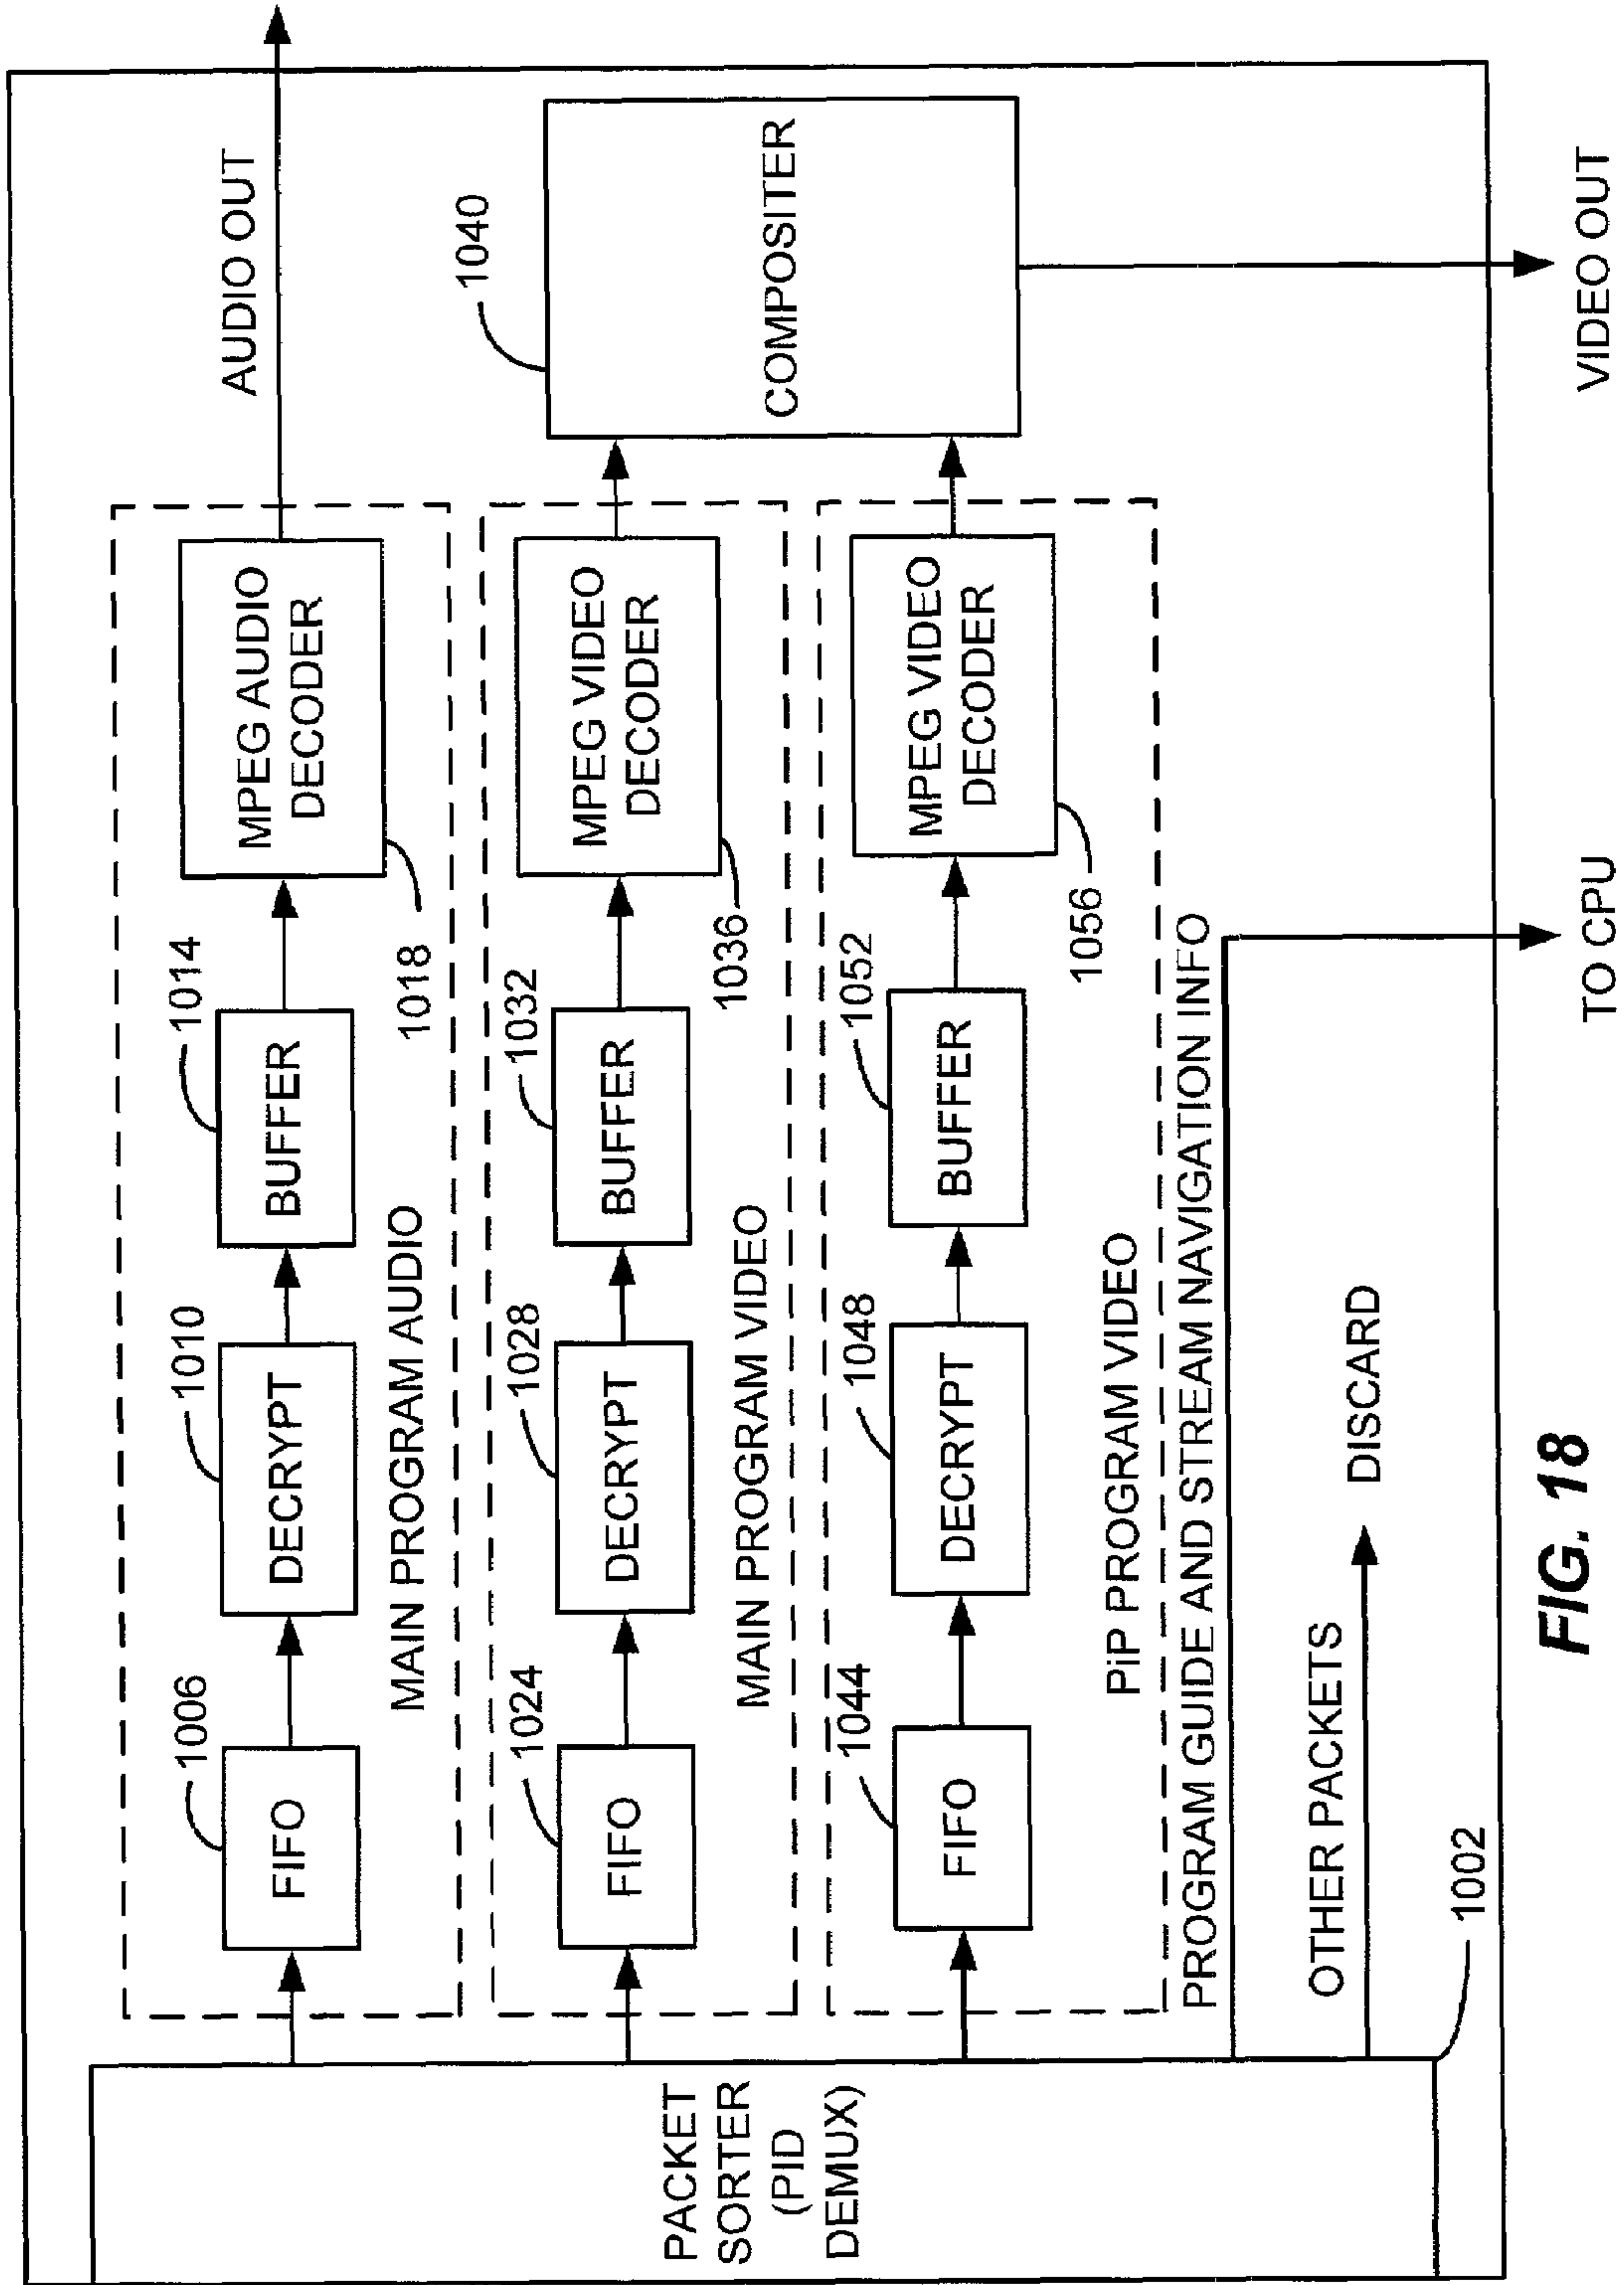 AUDIO OUT
1006
1010
1014
FIFO
DECRYPT
BUFFER
MPEG AUDIO
DECODER
MAIN PROGRAM AUDIO
1018
1040
1024
1028
1032
FIFO
DECRYPT
BUFFER
MPEG VIDEO
DECODER
COMPOSITER
MAIN PROGRAM VIDEO
1036
PACKET
SORTER
(PID
DEMUX)
1044
1048
1052
FIFO
DECRYPT
BUFFER
MPEG VIDEO
DECODER
PiP PROGRAM VIDEO
1056
PROGRAM GUIDE AND STREAM NAVIGATION INFO
OTHER PACKETS
DISCARD
1002
TO CPU
VIDEO OUT
FIG. 18